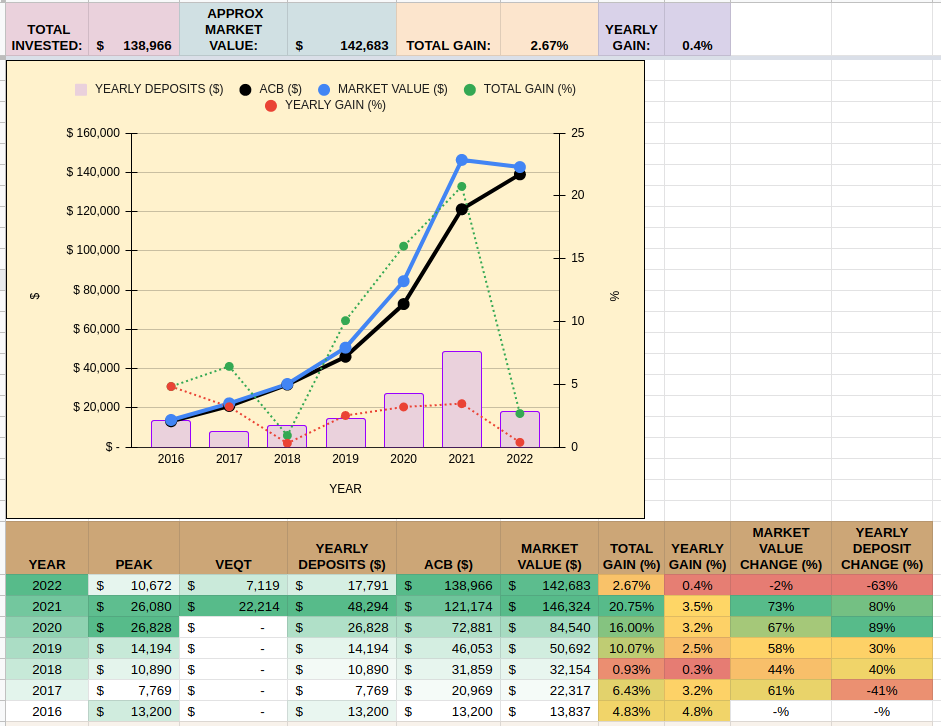 TOTAL INVESTED: $ 138,966 APPROX MARKET VALUE: $ 142,683 TOTAL GAIN: 2.67% YEARLY GAIN: 0.4%
YEARLY DEPOSITS ($) ACB ($) MARKET VALUE ($) TOTAL GAIN (%)
YEARLY GAIN (%)
$ 160,000 25
$ 140,000
20
$ 120,000
$ 100,000 15
$ 80,000
$ %
10
$ 60,000
$ 40,000
5
$ 20,000
$ - 0
2016 2017 2018 2019 2020 2021 2022
YEAR
YEAR PEAK VEQT YEARLY DEPOSITS ($) ACB ($) MARKET VALUE ($) TOTAL GAIN (%) YEARLY GAIN (%) MARKET VALUE CHANGE (%) YEARLY DEPOSIT CHANGE (%)
2022 $ 10,672 $ 7,119 $ 17,791 $ 138,966 $ 142,683 2.67% 0.4% -2% -63%
2021 $ 26,080 $ 22,214 $ 48,294 $ 121,174 $ 146,324 20.75% 3.5% 73% 80%
2020 $ 26,828 $ - $ 26,828 $ 72,881 $ 84,540 16.00% 3.2% 67% 89%
2019 $ 14,194 $ - $ 14,194 $ 46,053 $ 50,692 10.07% 2.5% 58% 30%
2018 $ 10,890 $ - $ 10,890 $ 31,859 $ 32,154 0.93% 0.3% 44% 40%
2017 $ 7,769 $ - $ 7,769 $ 20,969 $ 22,317 6.43% 3.2% 61% -41%
2016 $ 13,200 $ - $ 13,200 $ 13,200 $ 13,837 4.83% 4.8% -% -%